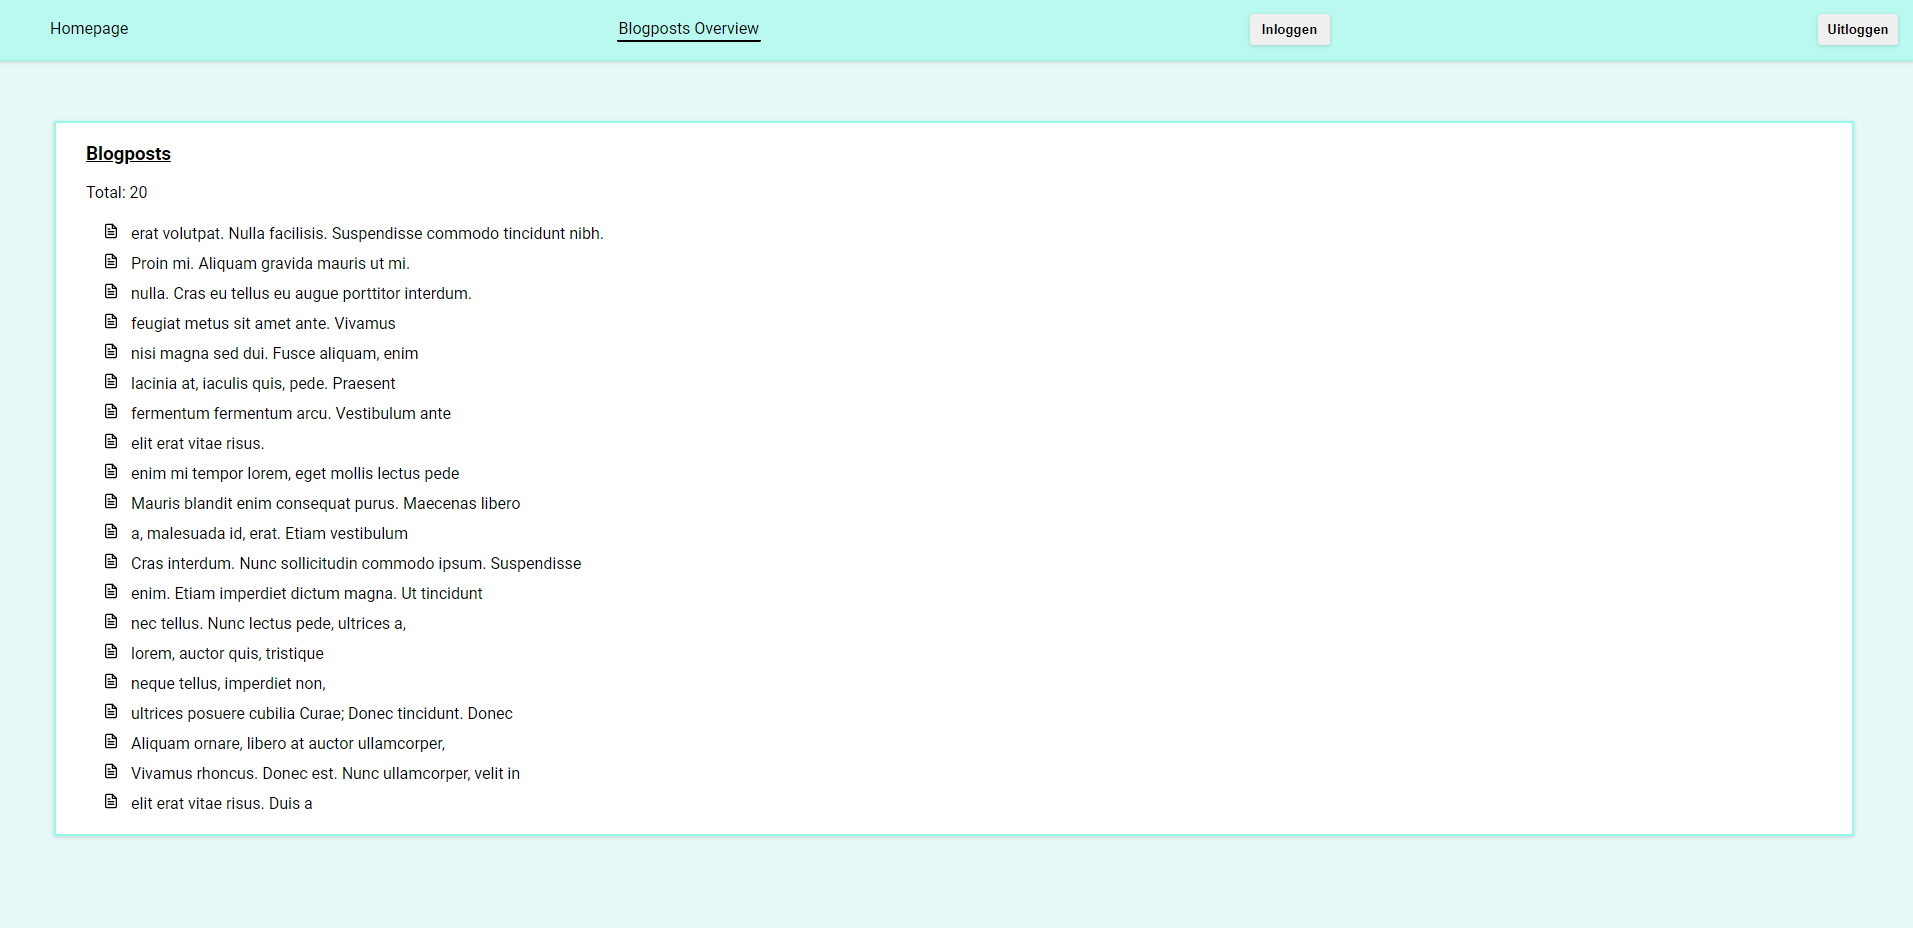 Homepage
Blogposts Overview
Inloggen
Uitloggen
Blogposts
Total: 20
erat volutpat. Nulla facilisis. Suspendisse commodo tincidunt nibh.
Proin mi. Aliquam gravida mauris ut mi.
nulla. Cras eu tellus eu augue porttitor interdum.
feugiat metus sit amet ante. Vivamus
nisi magna sed dui. Fusce aliquam, enim
lacinia at, iaculis quis, pede. Praesent
fermentum fermentum arcu. Vestibulum ante
elit erat vitae risus.
enim mi tempor lorem, eget mollis lectus pede
Mauris blandit enim consequat purus. Maecenas libero
a, malesuada id, erat. Etiam vestibulum
Cras interdum. Nunc sollicitudin commodo ipsum. Suspendisse
enim. Etiam imperdiet dictum magna. Ut tincidunt
nec tellus. Nunc lectus pede, ultrices a,
lorem, auctor quis, tristique
neque tellus, imperdiet non,
ultrices posuere cubilia Curae; Donec tincidunt. Donec
Aliquam ornare, libero at auctor ullamcorper,
Vivamus rhoncus. Donec est. Nunc ullamcorper, velit in
elit erat vitae risus. Duis a